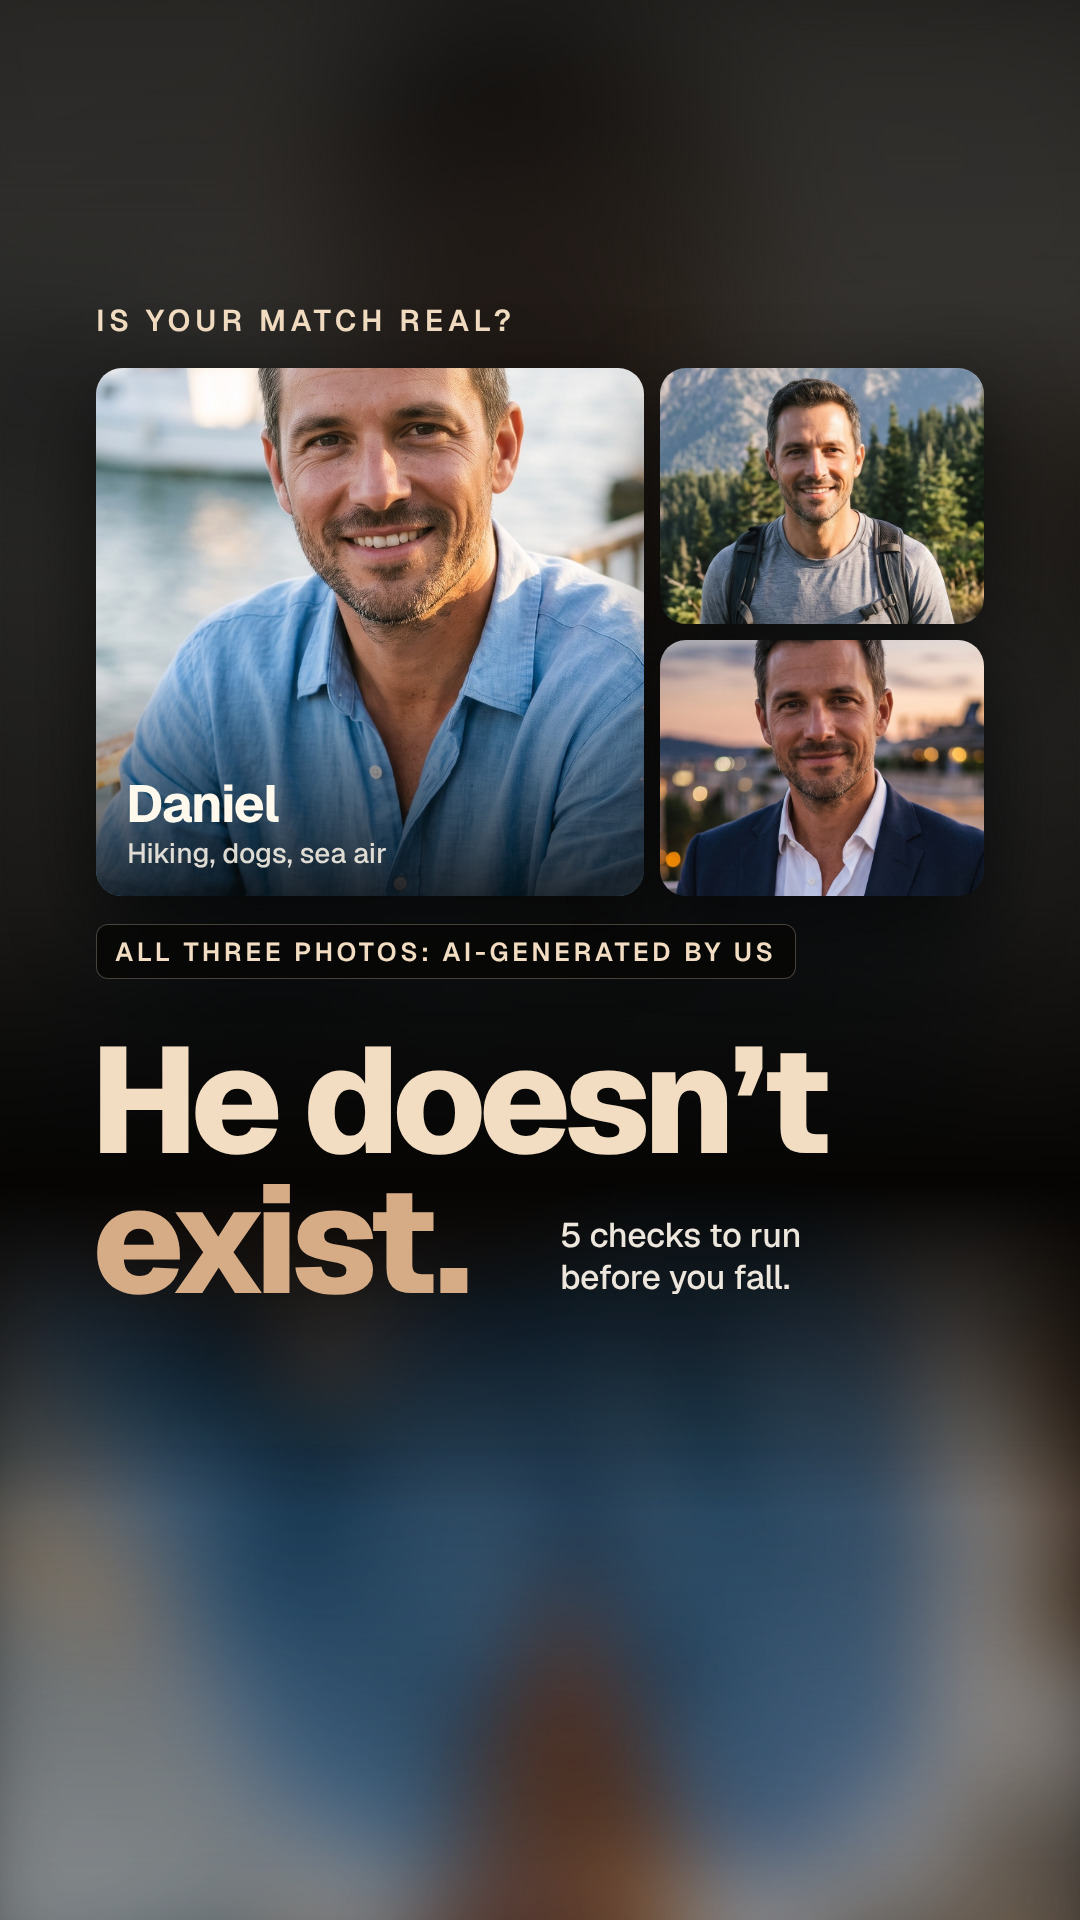 IS YOUR MATCH REAL?
Daniel
Hiking, dogs, sea air
ALL THREE PHOTOS: AI-GENERATED BY US
He doesn’t
exist.
5 checks to run
before you fall.